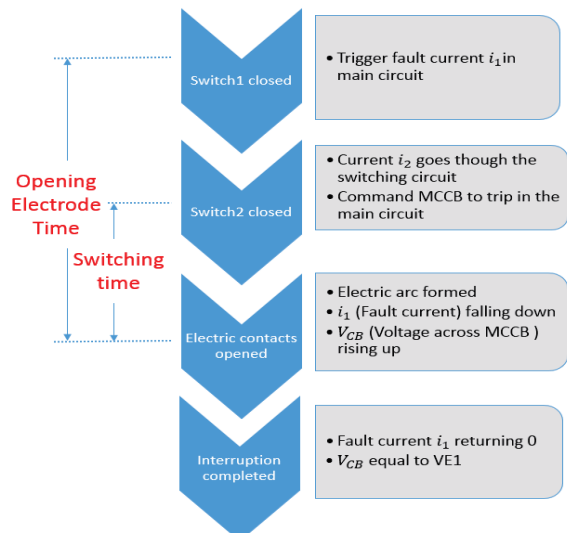 Switch1 closed
• Trigger fault current i₁ in
main circuit
Opening
Electrode
Time
Switch2 closed
• Current i₂ goes though the
switching circuit
• Command MCCB to trip in the
main circuit
Switching
time
Electric contacts
opened
• Electric arc formed
• i₁ (Fault current) falling down
• V_CB (Voltage across MCCB )
rising up
Interruption
completed
• Fault current i₁ returning 0
• V_CB equal to VE1